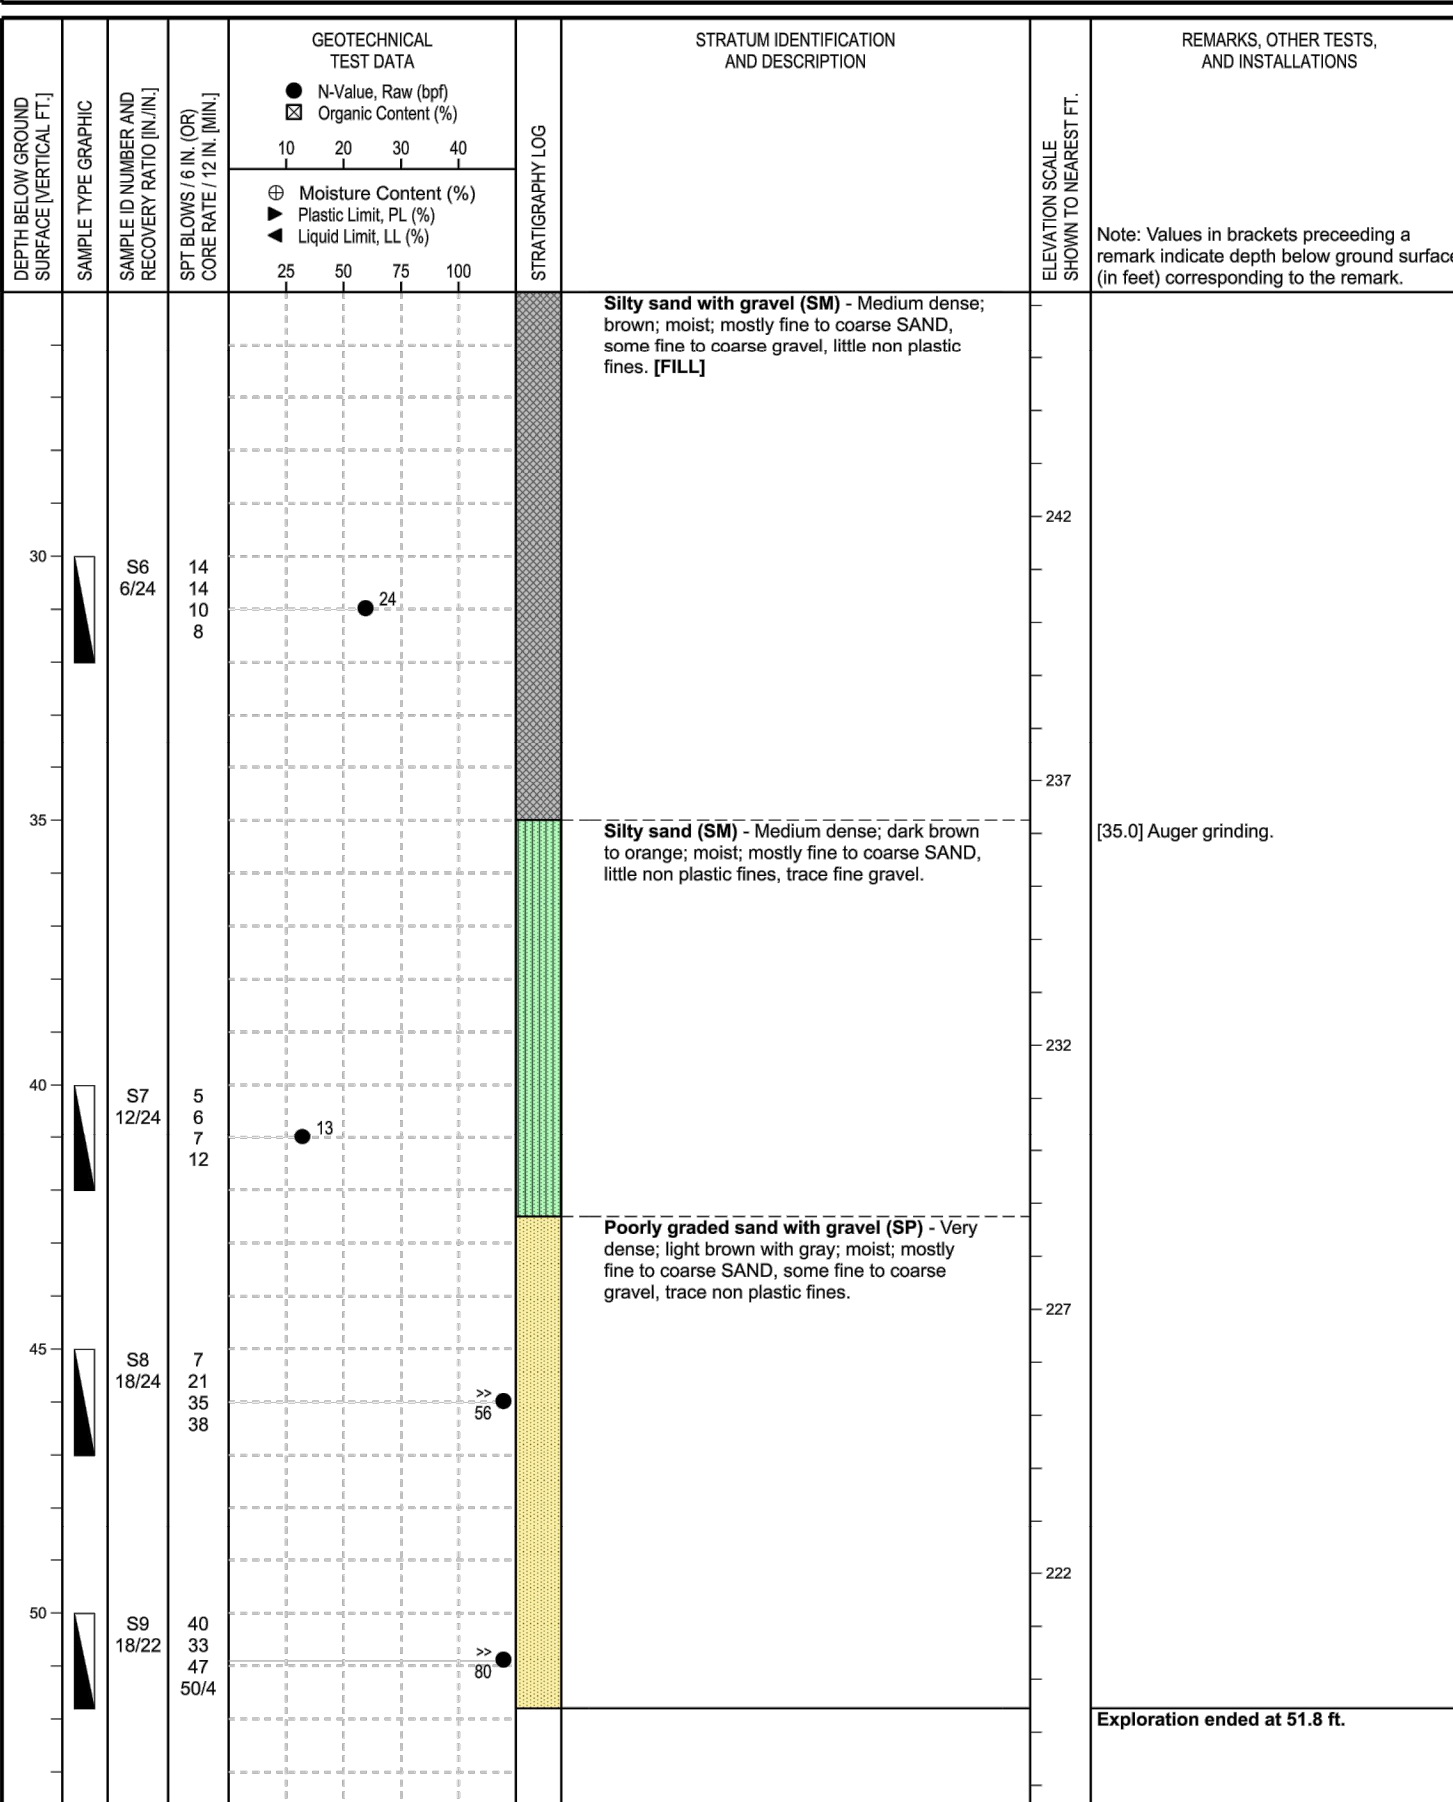 DEPTH BELOW GROUND
SURFACE [VERTICAL FT.]
SAMPLE TYPE GRAPHIC
SAMPLE ID NUMBER AND
RECOVERY RATIO [IN./IN.]
SPT BLOWS / 6 IN. (OR)
CORE RATE / 12 IN. [MIN.]
GEOTECHNICAL
TEST DATA
N-Value, Raw (bpf)
Organic Content (%)
10 20 30 40
Moisture Content (%)
Plastic Limit, PL (%)
Liquid Limit, LL (%)
25 50 75 100
STRATIGRAPHY LOG
STRATUM IDENTIFICATION
AND DESCRIPTION
ELEVATION SCALE
SHOWN TO NEAREST FT.
REMARKS, OTHER TESTS,
AND INSTALLATIONS
Note: Values in brackets preceeding a
remark indicate depth below ground surface
(in feet) corresponding to the remark.
Silty sand with gravel (SM) - Medium dense;
brown; moist; mostly fine to coarse SAND,
some fine to coarse gravel, little non plastic
fines. [FILL]
242
30
S6
6/24
14
14
10
8
24
237
35
Silty sand (SM) - Medium dense; dark brown
to orange; moist; mostly fine to coarse SAND,
little non plastic fines, trace fine gravel.
[35.0] Auger grinding.
232
40
S7
12/24
5
6
7
12
13
Poorly graded sand with gravel (SP) - Very
dense; light brown with gray; moist; mostly
fine to coarse SAND, some fine to coarse
gravel, trace non plastic fines.
227
45
S8
18/24
7
21
35
38
>>
56
222
50
S9
18/22
40
33
47
50/4
>>
80
Exploration ended at 51.8 ft.